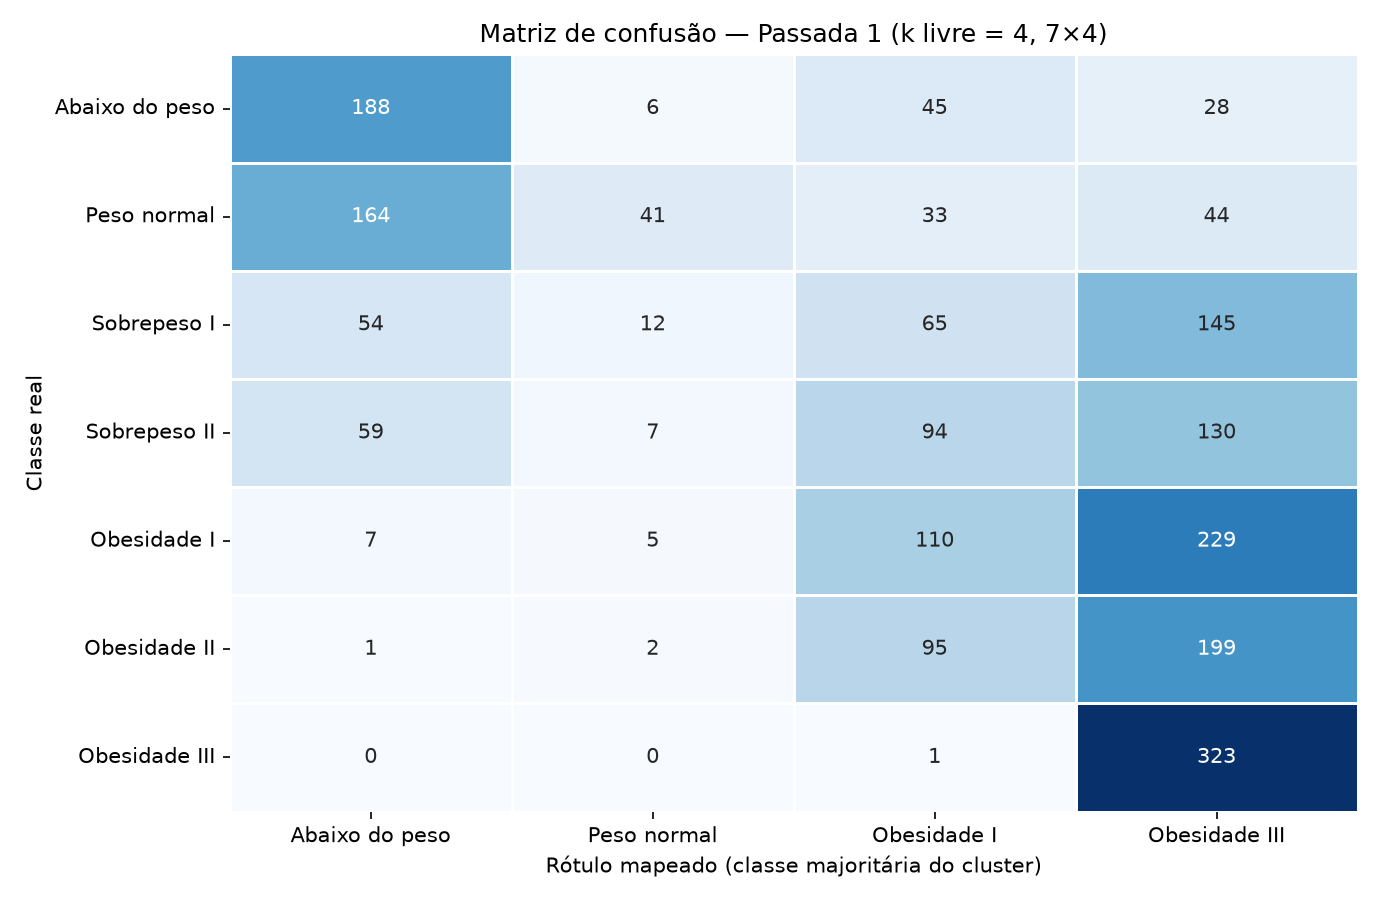 Matriz de confusão — Passada 1 (k livre = 4, 7×4)
Abaixo do peso 188 6 45 28
Peso normal 164 41 33 44
Sobrepeso I 54 12 65 145
Sobrepeso II 59 7 94 130
Obesidade I 7 5 110 229
Obesidade II 1 2 95 199
Obesidade III 0 0 1 323
Classe real
Abaixo do peso Peso normal Obesidade I Obesidade III
Rótulo mapeado (classe majoritária do cluster)